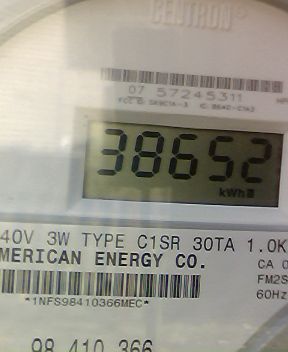 CENTRON®
07 57245311
38652
kWh
40V 3W TYPE C1SR 30TA 1.0K
MERICAN ENERGY CO.
CA 0
FM2S
*1NFS98410366MEC*
60Hz
98 410 366